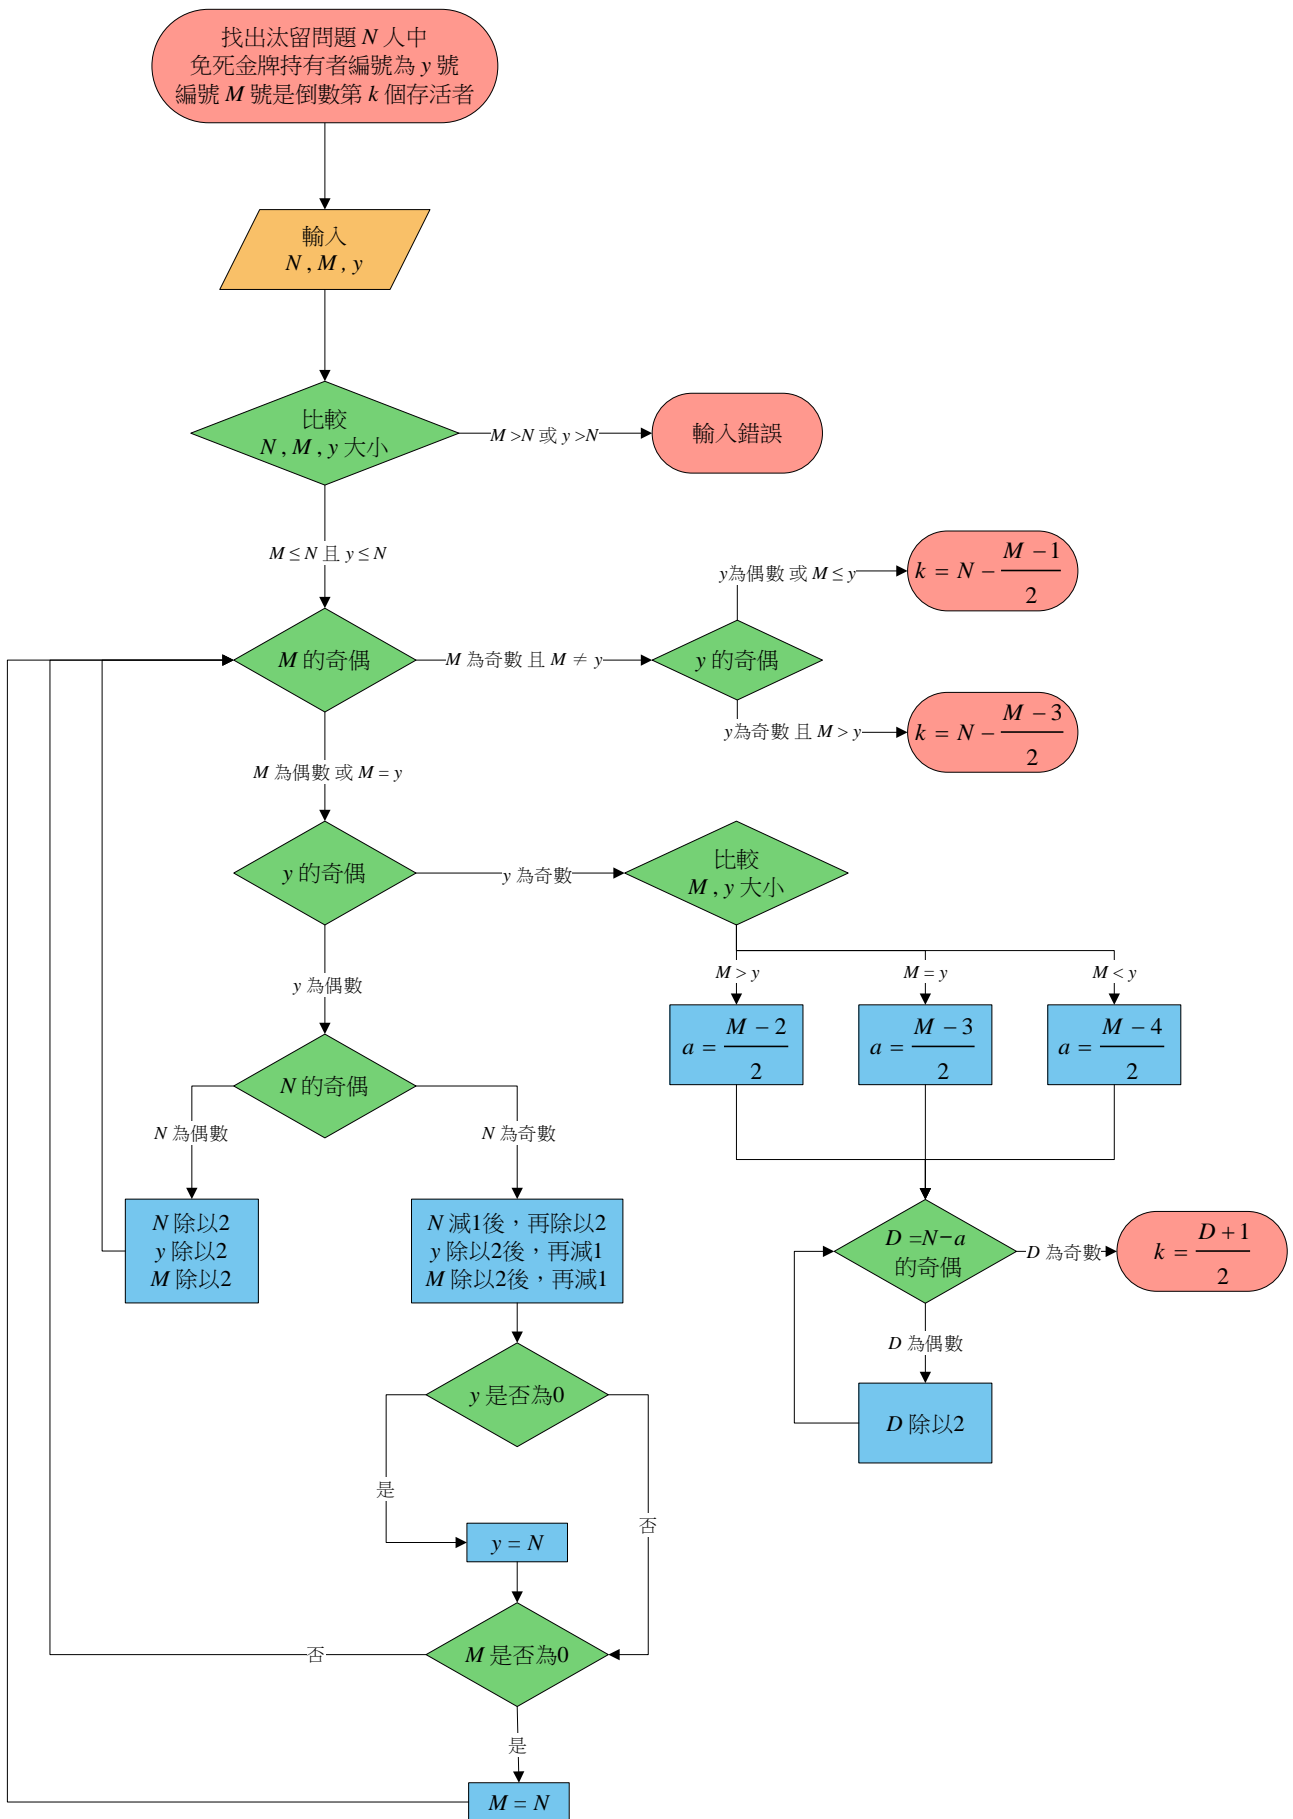 找出汰留問題 N 人中
免死金牌持有者編號為 y 號
編號 M 號是倒數第 k 個存活者
輸入
N , M , y
比較
N , M , y 大小
M >N 或 y >N
輸入錯誤
M ≤ N 且 y ≤ N
y為偶數 或 M ≤ y
k = N − (M − 1)/2
M 的奇偶
M 為奇數 且 M ≠ y
y 的奇偶
y為奇數 且 M > y
k = N − (M − 3)/2
M 為偶數 或 M = y
y 的奇偶
y 為奇數
比較
M , y 大小
y 為偶數
M > y
M = y
M < y
a = (M − 2)/2
a = (M − 3)/2
a = (M − 4)/2
N 的奇偶
N 為偶數
N 為奇數
N 除以2
y 除以2
M 除以2
N 減1後，再除以2
y 除以2後，再減1
M 除以2後，再減1
D =N−a
的奇偶
D 為奇數
k = (D + 1)/2
D 為偶數
D 除以2
y 是否為0
是
否
y = N
M 是否為0
否
是
M = N